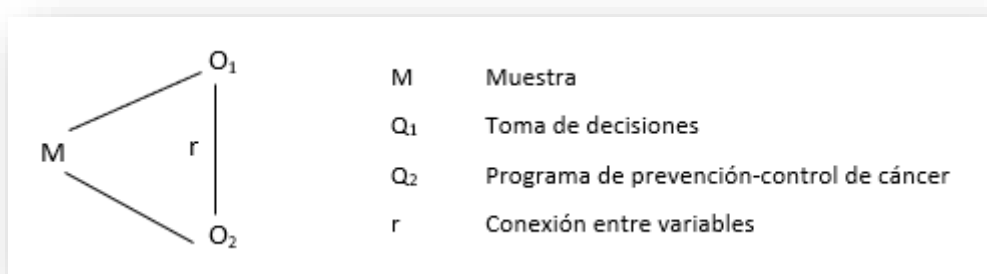 O₁
M
r
O₂
M Muestra
Q₁ Toma de decisiones
Q₂ Programa de prevención-control de cáncer
r Conexión entre variables